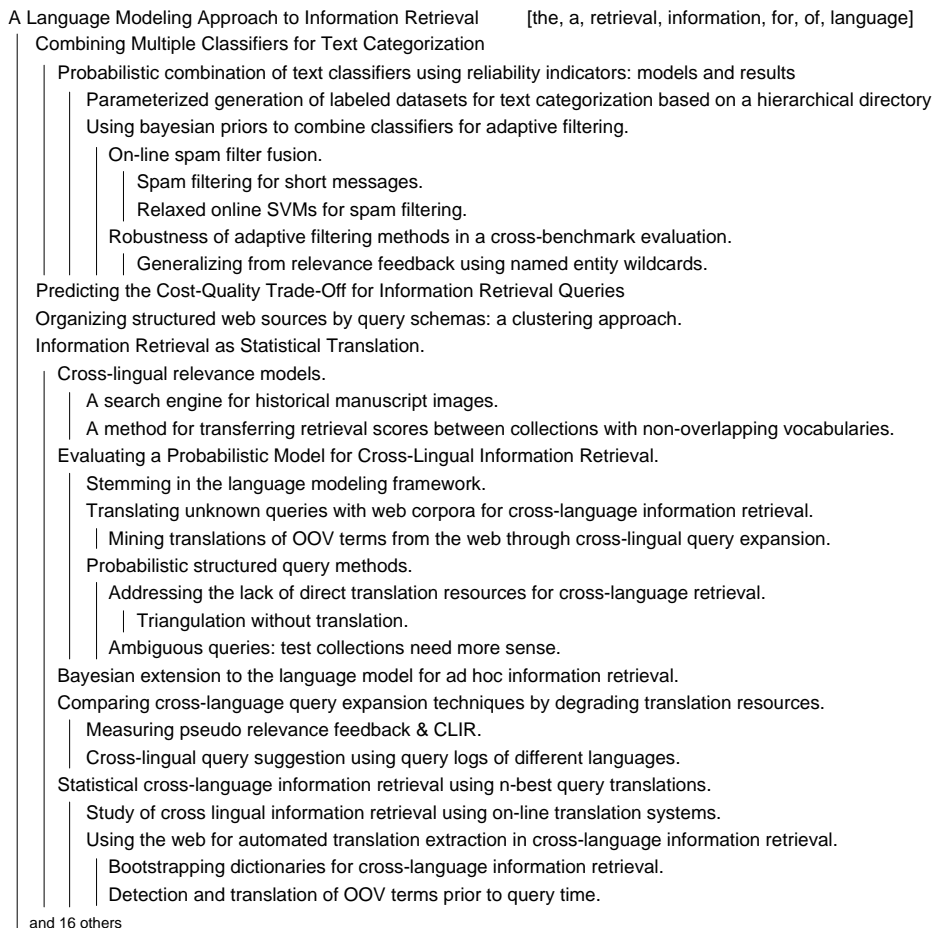 A Language Modeling Approach to Information Retrieval [the, a, retrieval, information, for, of, language]
Combining Multiple Classifiers for Text Categorization
Probabilistic combination of text classifiers using reliability indicators: models and results
Parameterized generation of labeled datasets for text categorization based on a hierarchical directory
Using bayesian priors to combine classifiers for adaptive filtering.
On-line spam filter fusion.
Spam filtering for short messages.
Relaxed online SVMs for spam filtering.
Robustness of adaptive filtering methods in a cross-benchmark evaluation.
Generalizing from relevance feedback using named entity wildcards.
Predicting the Cost-Quality Trade-Off for Information Retrieval Queries
Organizing structured web sources by query schemas: a clustering approach.
Information Retrieval as Statistical Translation.
Cross-lingual relevance models.
A search engine for historical manuscript images.
A method for transferring retrieval scores between collections with non-overlapping vocabularies.
Evaluating a Probabilistic Model for Cross-Lingual Information Retrieval.
Stemming in the language modeling framework.
Translating unknown queries with web corpora for cross-language information retrieval.
Mining translations of OOV terms from the web through cross-lingual query expansion.
Probabilistic structured query methods.
Addressing the lack of direct translation resources for cross-language retrieval.
Triangulation without translation.
Ambiguous queries: test collections need more sense.
Bayesian extension to the language model for ad hoc information retrieval.
Comparing cross-language query expansion techniques by degrading translation resources.
Measuring pseudo relevance feedback & CLIR.
Cross-lingual query suggestion using query logs of different languages.
Statistical cross-language information retrieval using n-best query translations.
Study of cross lingual information retrieval using on-line translation systems.
Using the web for automated translation extraction in cross-language information retrieval.
Bootstrapping dictionaries for cross-language information retrieval.
Detection and translation of OOV terms prior to query time.
and 16 others